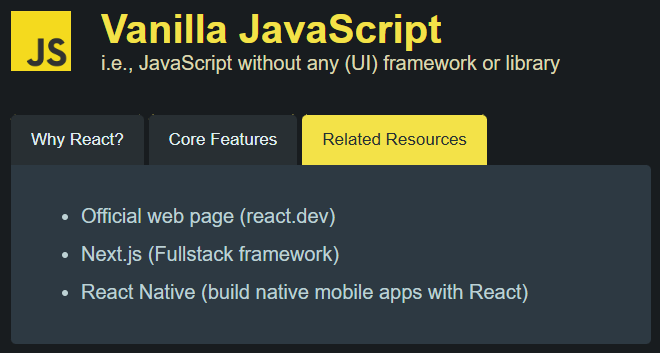 JS
Vanilla JavaScript
i.e., JavaScript without any (UI) framework or library
Why React?
Core Features
Related Resources
• Official web page (react.dev)
• Next.js (Fullstack framework)
• React Native (build native mobile apps with React)